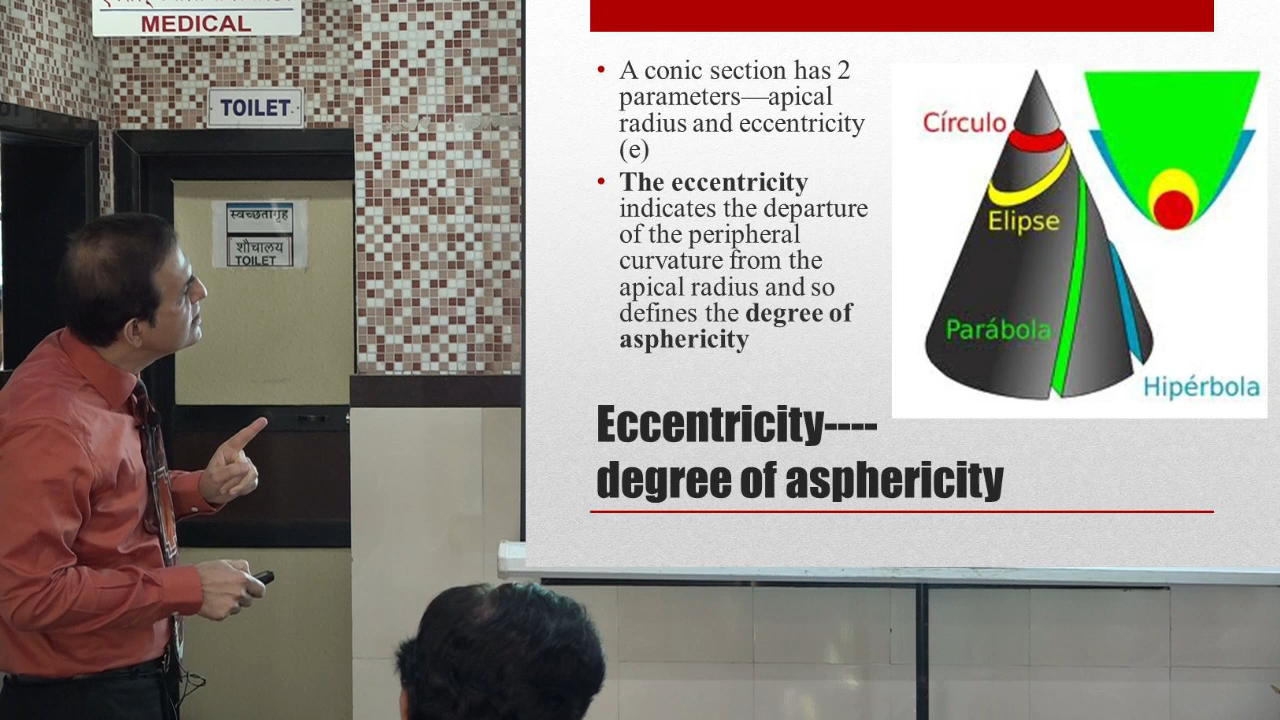 MEDICAL
TOILET
स्वच्छतागृह
शौचालय
TOILET
• A conic section has 2
parameters—apical
radius and eccentricity
(e)
• The eccentricity
indicates the departure
of the peripheral
curvature from the
apical radius and so
defines the degree of
asphericity
Círculo
Elipse
Parábola
Hipérbola
Eccentricity----
degree of asphericity